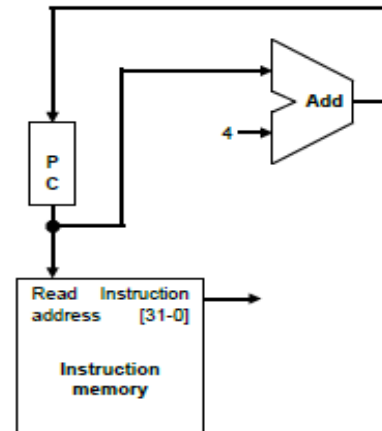 Add
4
P
C
Read Instruction
address [31-0]
Instruction
memory